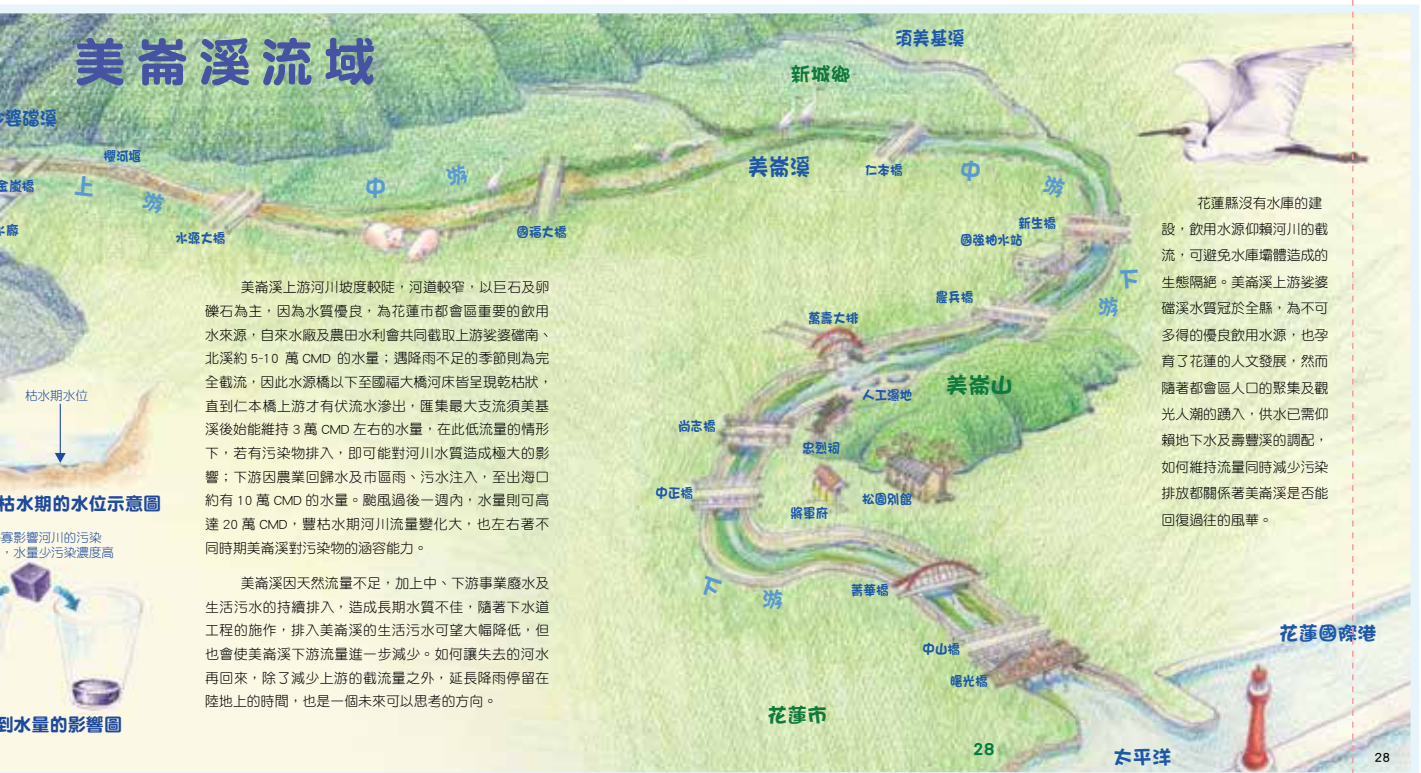 美崙溪流域
婆礑溪
櫻河堰
金崗橋
上游
水源大橋
中游
國福大橋
須美基溪
新城鄉
美崙溪
仁本橋
中游
新生橋
國強抽水站
下游
農兵橋
萬壽大排
人工濕地
美崙山
尚志橋
忠烈祠
中正橋
將軍府
松園別館
下游
菁華橋
中山橋
曙光橋
花蓮市
太平洋
花蓮國際港
枯水期水位
枯水期的水位示意圖
寡影響河川的污染
,水量少污染濃度高
到水量的影響圖
美崙溪上游河川坡度較陡,河道較窄,以巨石及卵
礫石為主,因為水質優良,為花蓮市都會區重要的飲用
水來源,自來水廠及農田水利會共同截取上游娑婆礑南、
北溪約 5-10 萬 CMD 的水量;遇降雨不足的季節則為完
全截流,因此水源橋以下至國福大橋河床皆呈現乾枯狀,
直到仁本橋上游才有伏流水滲出,匯集最大支流須美基
溪後始能維持 3 萬 CMD 左右的水量,在此低流量的情形
下,若有污染物排入,即可能對河川水質造成極大的影
響;下游因農業回歸水及市區雨、污水注入,至出海口
約有 10 萬 CMD 的水量。颱風過後一週內,水量則可高
達 20 萬 CMD,豐枯水期河川流量變化大,也左右著不
同時期美崙溪對污染物的涵容能力。
美崙溪因天然流量不足,加上中、下游事業廢水及
生活污水的持續排入,造成長期水質不佳,隨著下水道
工程的施作,排入美崙溪的生活污水可望大幅降低,但
也會使美崙溪下游流量進一步減少。如何讓失去的河水
再回來,除了減少上游的截流量之外,延長降雨停留在
陸地上的時間,也是一個未來可以思考的方向。
花蓮縣沒有水庫的建
設,飲用水源仰賴河川的截
流,可避免水庫壩體造成的
生態隔絕。美崙溪上游娑婆
礑溪水質冠於全縣,為不可
多得的優良飲用水源,也孕
育了花蓮的人文發展,然而
隨著都會區人口的聚集及觀
光人潮的踴入,供水已需仰
賴地下水及壽豐溪的調配,
如何維持流量同時減少污染
排放都關係著美崙溪是否能
回復過往的風華。
28
28